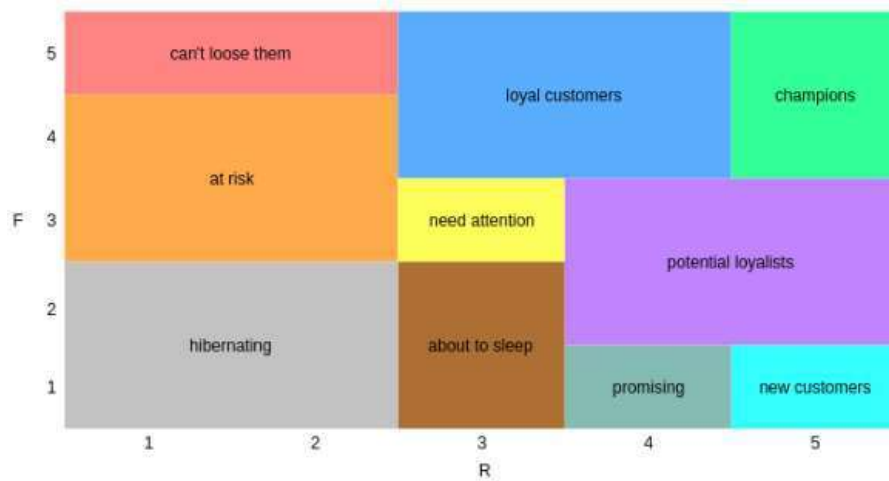 5
can't loose them
loyal customers
champions
4
at risk
F
3
need attention
potential loyalists
2
hibernating
about to sleep
1
promising
new customers
1
2
3
4
5
R